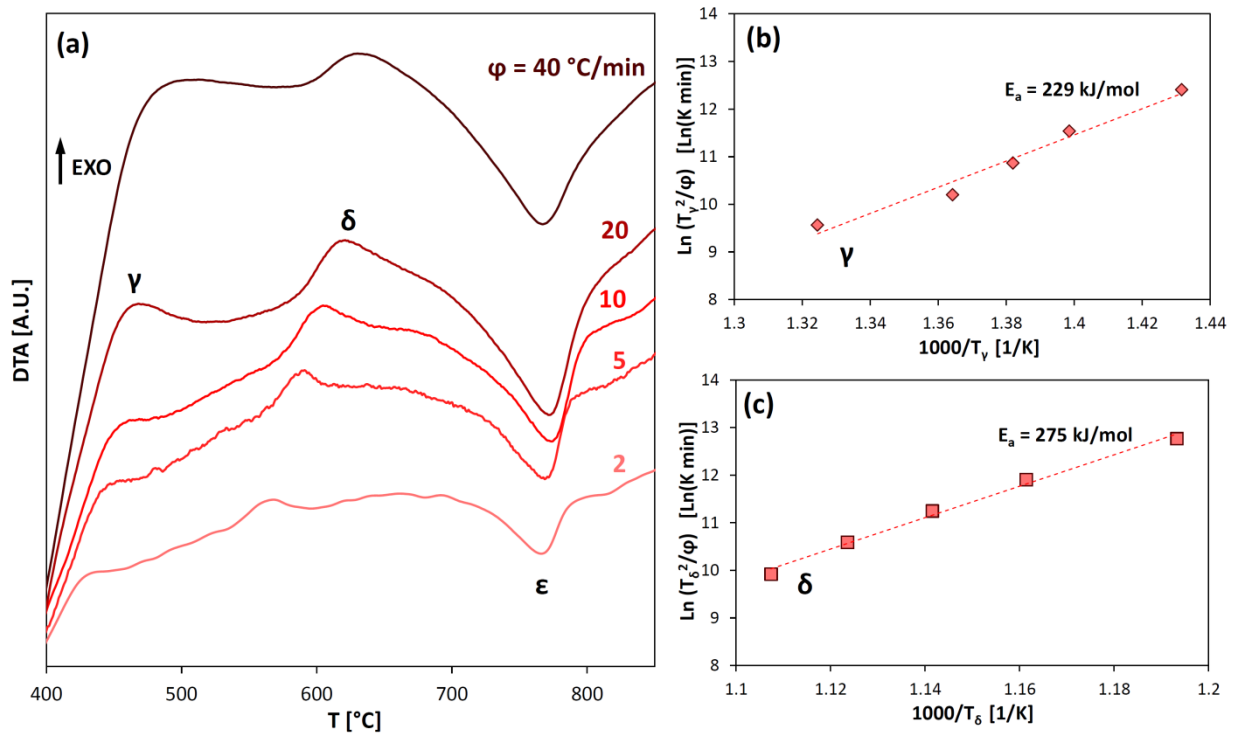 (a)
φ = 40 °C/min
EXO
δ
γ
20
10
5
2
ε
DTA [A.U.]
400 500 600 700 800
T [°C]
(b)
Eₐ = 229 kJ/mol
γ
Ln (Tᵧ²/φ) [Ln(K min)]
14
13
12
11
10
9
8
1.3 1.32 1.34 1.36 1.38 1.4 1.42 1.44
1000/Tᵧ [1/K]
(c)
Eₐ = 275 kJ/mol
δ
Ln (T_δ²/φ) [Ln(K min)]
14
13
12
11
10
9
8
1.1 1.12 1.14 1.16 1.18 1.2
1000/T_δ [1/K]